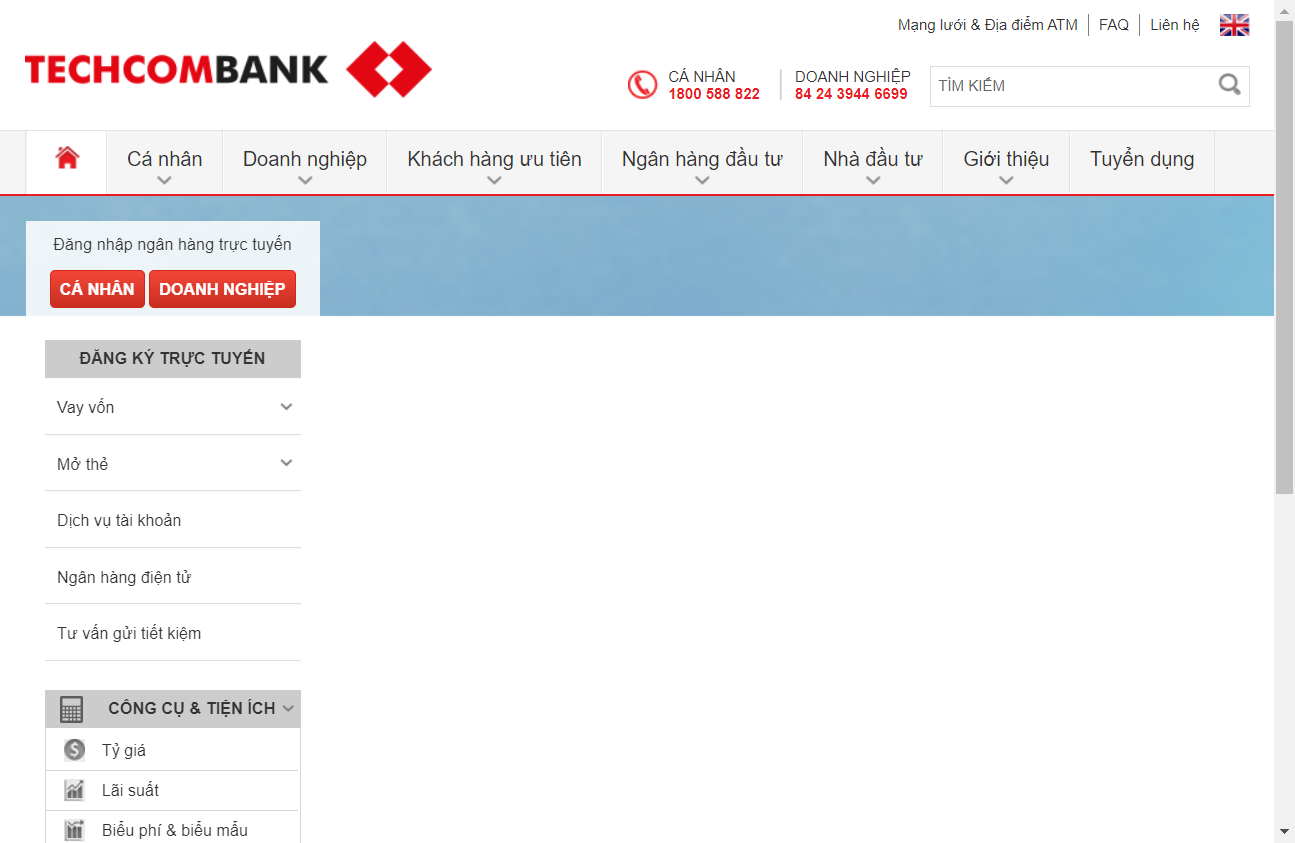 Mạng lưới & Địa điểm ATM
FAQ
Liên hệ
TECHCOMBANK
CÁ NHÂN
1800 588 822
DOANH NGHIỆP
84 24 3944 6699
TÌM KIẾM
Cá nhân
Doanh nghiệp
Khách hàng ưu tiên
Ngân hàng đầu tư
Nhà đầu tư
Giới thiệu
Tuyển dụng
Đăng nhập ngân hàng trực tuyến
CÁ NHÂN
DOANH NGHIỆP
ĐĂNG KÝ TRỰC TUYẾN
Vay vốn
Mở thẻ
Dịch vụ tài khoản
Ngân hàng điện tử
Tư vấn gửi tiết kiệm
CÔNG CỤ & TIỆN ÍCH
Tỷ giá
Lãi suất
Biểu phí & biểu mẫu